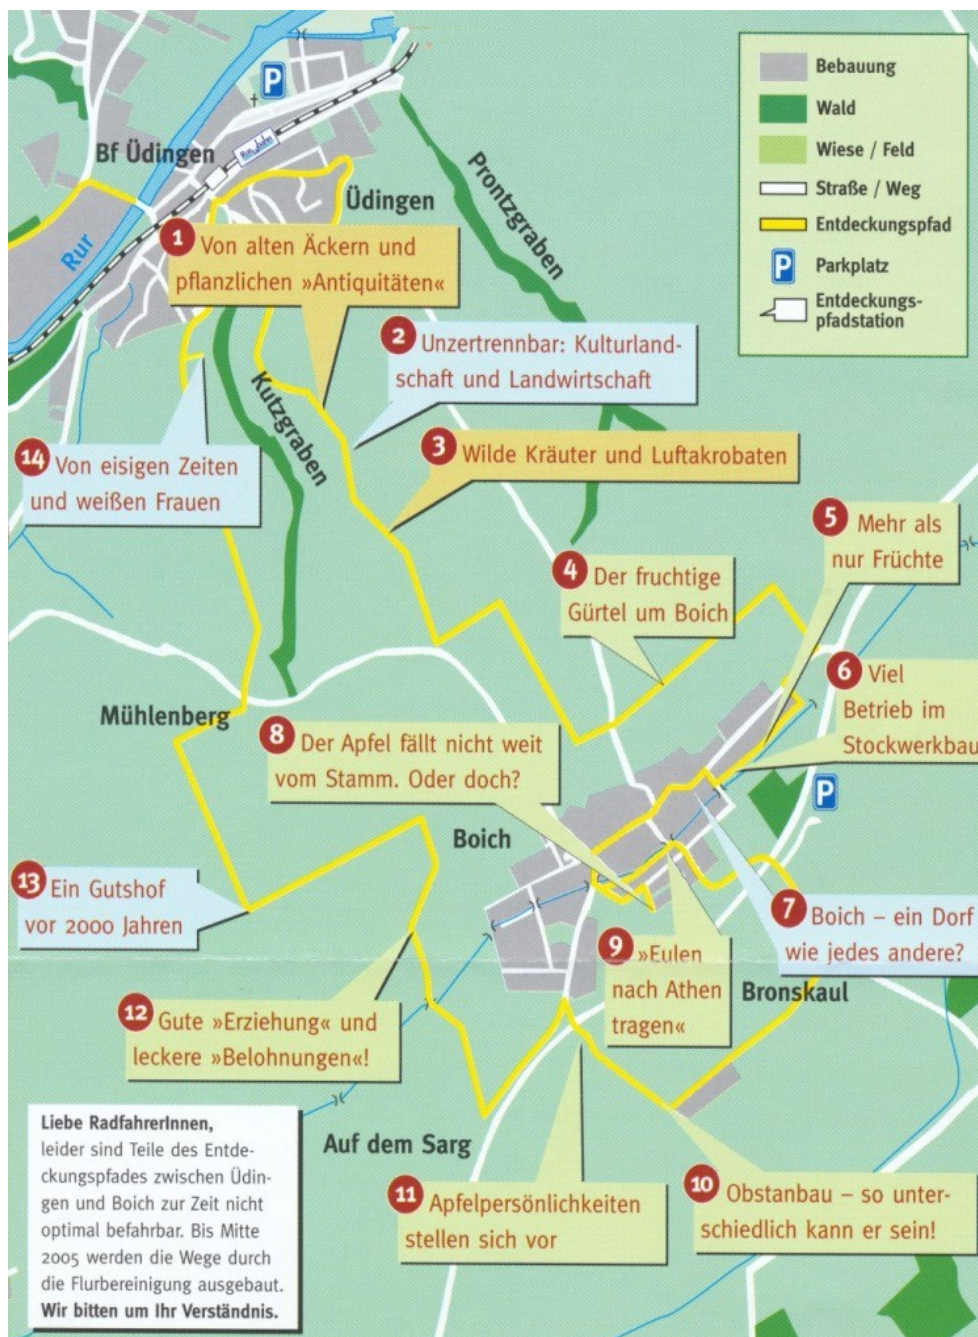 P
Bf Üdingen
Rurtalbahn
Üdingen
Rur
Prontzgraben
Kutzgraben
Bebauung
Wald
Wiese / Feld
Straße / Weg
Entdeckungspfad
P
Parkplatz
Entdeckungs-
pfadstation
1 Von alten Äckern und
pflanzlichen »Antiquitäten«
2 Unzertrennbar: Kulturland-
schaft und Landwirtschaft
3 Wilde Kräuter und Luftakrobaten
14 Von eisigen Zeiten
und weißen Frauen
4 Der fruchtige
Gürtel um Boich
5 Mehr als
nur Früchte
6 Viel
Betrieb im
Stockwerkbau
Mühlenberg
8 Der Apfel fällt nicht weit
vom Stamm. Oder doch?
P
Boich
13 Ein Gutshof
vor 2000 Jahren
7 Boich – ein Dorf
wie jedes andere?
9 »Eulen
nach Athen
tragen«
Bronskaul
12 Gute »Erziehung« und
leckere »Belohnungen«!
Auf dem Sarg
11 Apfelpersönlichkeiten
stellen sich vor
10 Obstanbau – so unter-
schiedlich kann er sein!
Liebe RadfahrerInnen,
leider sind Teile des Entde-
ckungspfades zwischen Üdin-
gen und Boich zur Zeit nicht
optimal befahrbar. Bis Mitte
2005 werden die Wege durch
die Flurbereinigung ausgebaut.
Wir bitten um Ihr Verständnis.